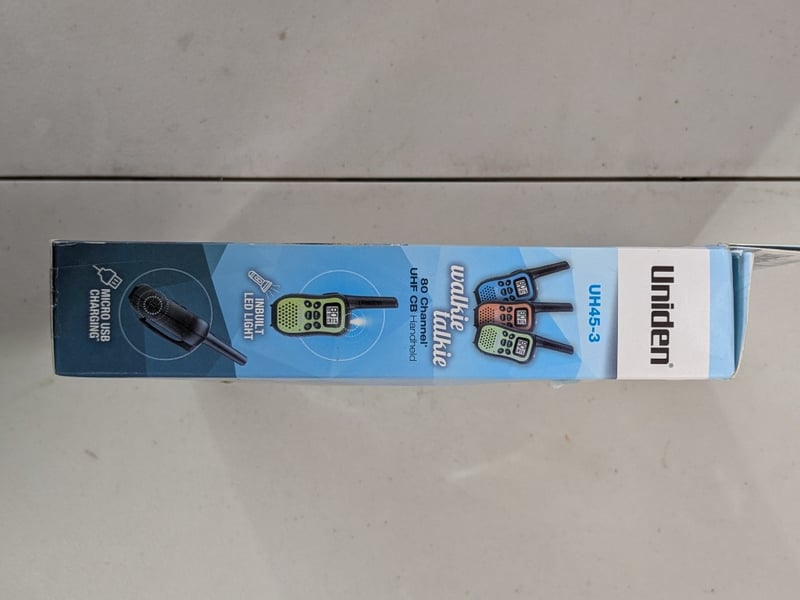 Uniden®
UH45-3
walkie
talkie
80 Channel*
UHF CB Handheld
INBUILT
LED LIGHT
MICRO USB
CHARGING*